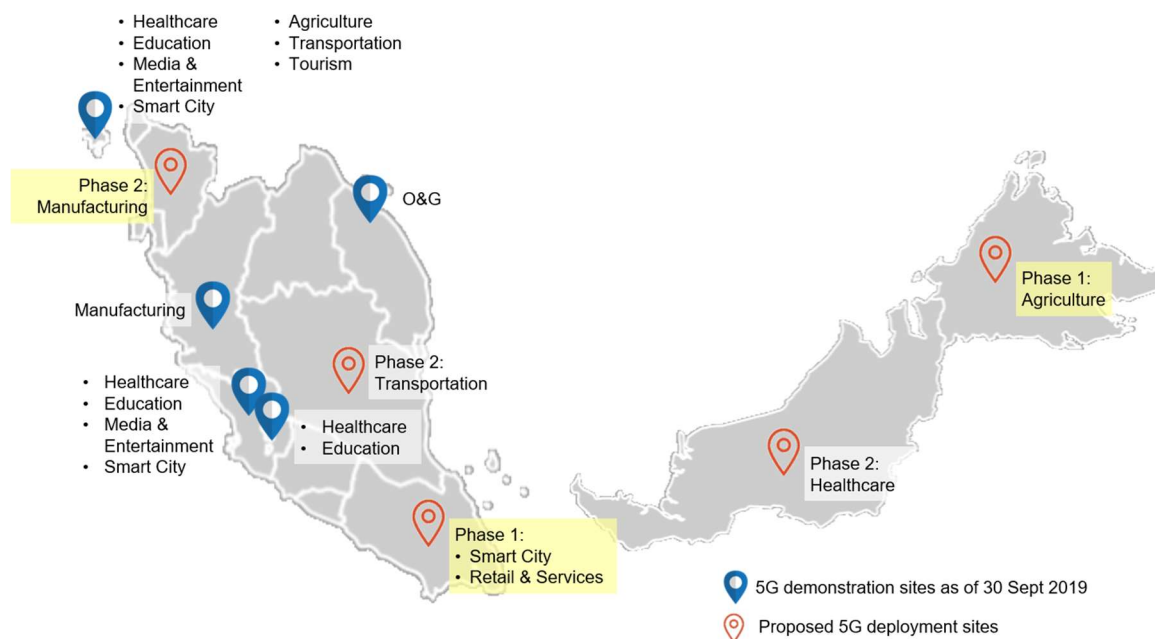 • Healthcare
• Education
• Media &
Entertainment
• Smart City
• Agriculture
• Transportation
• Tourism
Phase 2:
Manufacturing
O&G
Manufacturing
Phase 2:
Transportation
• Healthcare
• Education
• Media &
Entertainment
• Smart City
• Healthcare
• Education
Phase 1:
• Smart City
• Retail & Services
Phase 1:
Agriculture
Phase 2:
Healthcare
5G demonstration sites as of 30 Sept 2019
Proposed 5G deployment sites